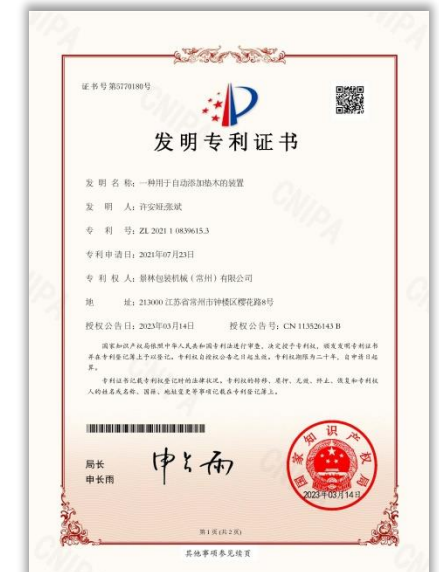 证书号第5770180号
发明专利证书
发 明 名 称：一种用于自动添加垫木的装置
发 明 人：许安班;张斌
专 利 号：ZL 2021 1 0839615.3
专利申请日：2021年07月23日
专 利 权 人：景林包装机械（常州）有限公司
地 址：213000 江苏省常州市钟楼区樱花路8号
授权公告日：2023年03月14日 授权公告号：CN 113526143 B
国家知识产权局依照中华人民共和国专利法进行审查，决定授予专利权，颁发发明专利证书
并在专利登记簿上予以登记。专利权自授权公告之日起生效。专利权期限为二十年，自申请日起
算。
专利证书记载专利权登记时的法律状况。专利权的转移、质押、无效、终止、恢复和专利权
人的姓名或名称、国籍、地址变更等事项记载在专利登记簿上。
局长
申长雨
申长雨
国家知识产权局
2023年03月14日
第 1 页 (共 2 页)
其他事项参见续页
CNIPA
CNIPA
CNIPA